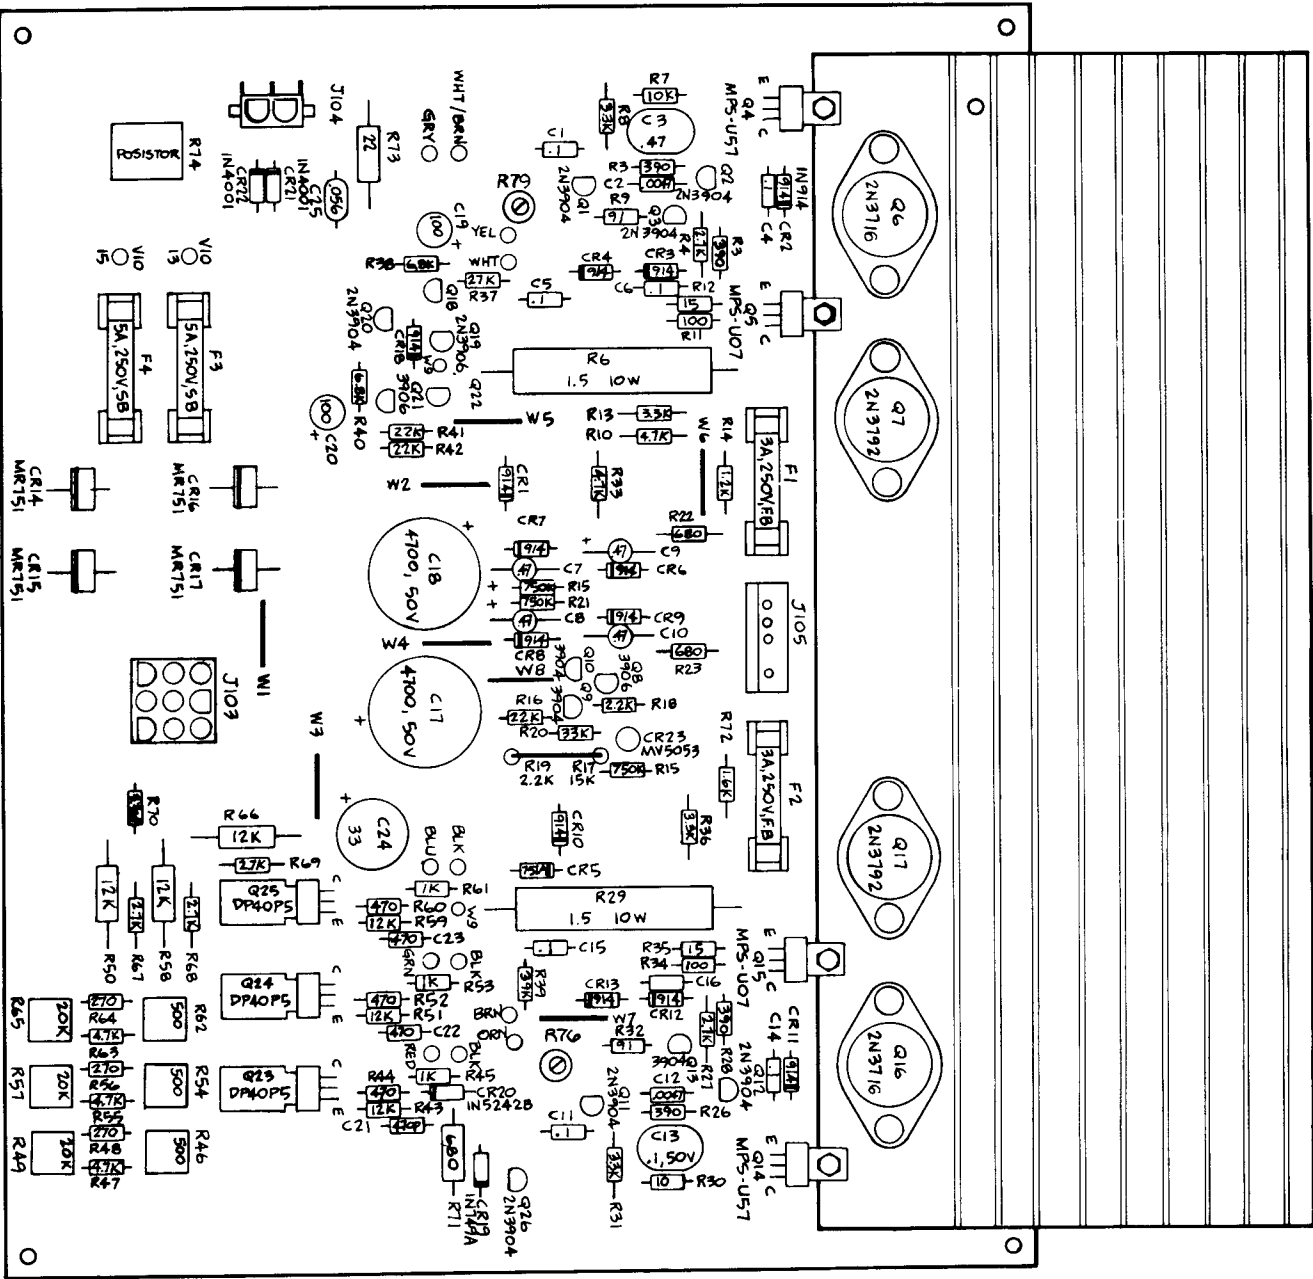 J104
R74
POSISTOR
CR22
IN4001
CR21
IN4001
C25
.056
R73
22
GRY
WHT/BRN
R79
C19
100
+
YEL
WHT
C1
.1
R8
3.3K
R7
10K
C3
.47
R3
390
C2
.0047
Q2
2N3904
Q1
2N3904
R9
91
Q3
2N3904
R4
2.7K
R3
390
Q4
MPS-U57
E
C
IN914
914
CR2
.1
C4
Q6
2N3716
V10
15
V10
13
R38
6.8K
27K
R37
Q18
CR4
914
CR3
914
C5
.1
C6
.1
R12
15
100
R11
Q5
MPS-U07
E
C
Q20
2N3904
CR18
914
Q19
2N3906
W9
5A,250V,SB
F4
5A,250V,SB
F3
R6
1.5 10W
Q7
2N3792
6.8K
R40
Q21
3906
Q22
100
C20
+
W5
22K
R41
22K
R42
R13
3.3K
R10
4.7K
W6
R14
1.2K
F1
3A,250V,F.B
CR14
MR751
CR16
MR751
W2
914
CR1
4.7K
R33
R22
680
CR15
MR751
CR17
MR751
C18
4700, 50V
+
CR7
914
.47
C7
+
750K
R15
+
750K
R21
.47
C8
914
CR8
+
.47
C9
914
CR6
914
CR9
.47
C10
680
R23
J105
W4
W8
W1
J103
C17
4700, 50V
+
Q10
3904
Q8
3906
Q9
3904
R16
22K
2.2K
R18
R20
33K
CR23
MV5053
R19
2.2K
R17
15K
750K
R15
R72
1.6K
3A,250V,F.B
F2
W3
R70
R66
12K
27K
R69
C24
33
+
BLU
BLK
914
CR10
3.3K
R36
CR5
1K
R61
W9
R29
1.5 10W
Q17
2N3792
Q25
DP40P5
C
E
470
R60
12K
R59
470
C23
12K
R50
2.7K
R67
12K
R58
2.7K
R68
GRN
BLK
1K
R53
.1
C15
39K
R39
R35
15
R34
100
C16
Q15
MPS-U07
E
C
Q24
DP40P5
C
E
470
R52
12K
R51
470
C22
CR13
914
914
CR12
BRN
ORN
W7
R76
R32
91
3904
Q13
2.7K
R27
390
R28
2N3904
Q12
C14
.1
CR11
914
Q16
2N3716
R65
20K
270
R64
4.7K
R63
500
R62
R57
20K
270
R56
4.7K
R55
500
R54
R49
20K
270
R48
4.7K
R47
500
R46
Q23
DP40P5
C
E
RED
BLK
1K
R45
R44
470
12K
R43
C21
470P
CR20
IN5242B
680
R71
CR19
IN749A
Q26
2N3904
2N3904
Q11
C11
.1
C12
.0047
390
R26
C13
.1,50V
10
R30
3.3K
R31
Q14
MPS-U57
E
C